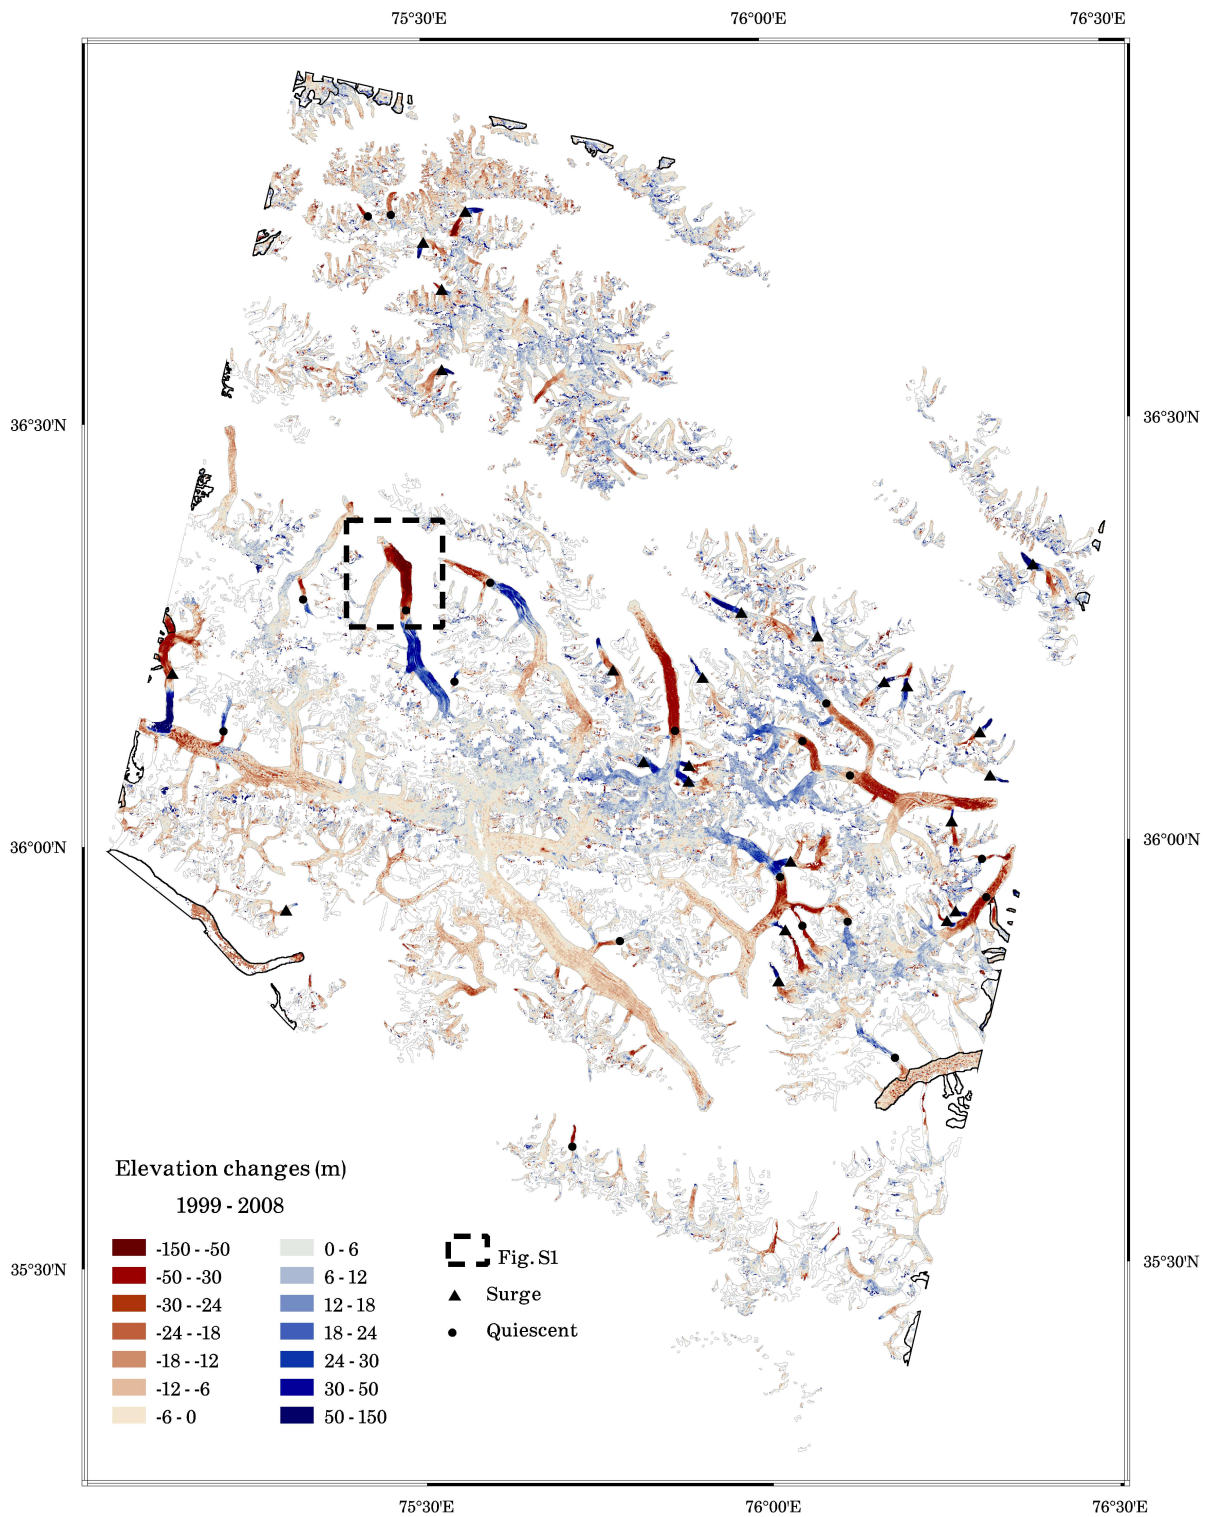 75°30'E 76°00'E 76°30'E
36°30'N 36°30'N
36°00'N 36°00'N
Elevation changes (m)
1999 - 2008
-150 - -50 0 - 6
-50 - -30 6 - 12
-30 - -24 12 - 18
-24 - -18 18 - 24
-18 - -12 24 - 30
-12 - -6 30 - 50
-6 - 0 50 - 150
Fig. S1
Surge
Quiescent
35°30'N 35°30'N
75°30'E 76°00'E 76°30'E